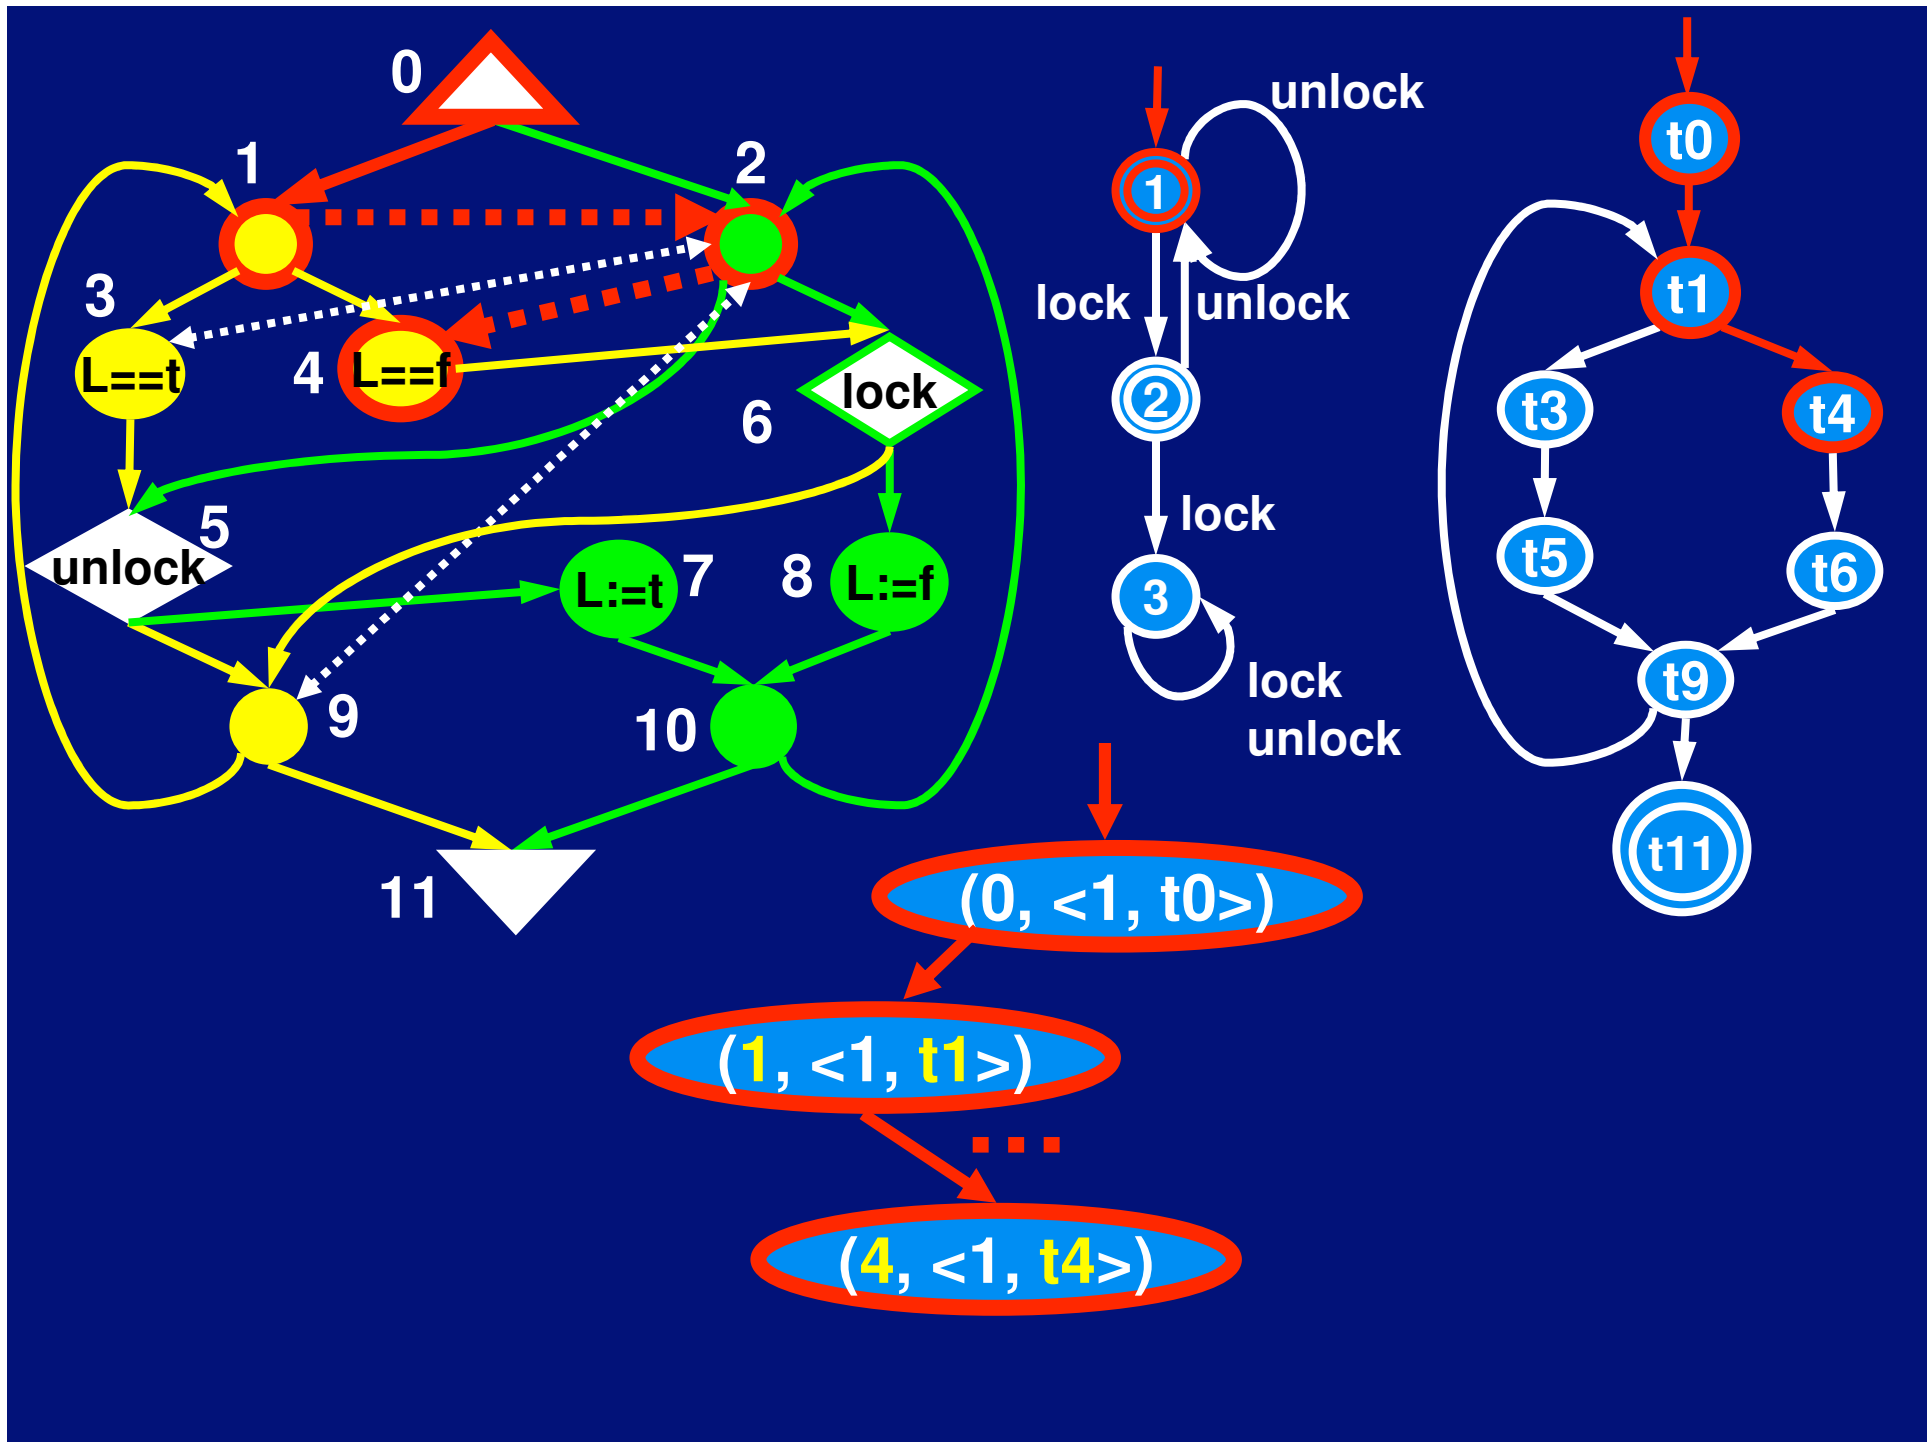 0
1
2
3
L==t
4
L==f
lock
6
5
unlock
7
L:=t
8
L:=f
9
10
11
unlock
1
lock
unlock
2
lock
3
lock
unlock
t0
t1
t3
t4
t5
t6
t9
t11
(0, <1, t0>)
(1, <1, t1>)
...
(4, <1, t4>)